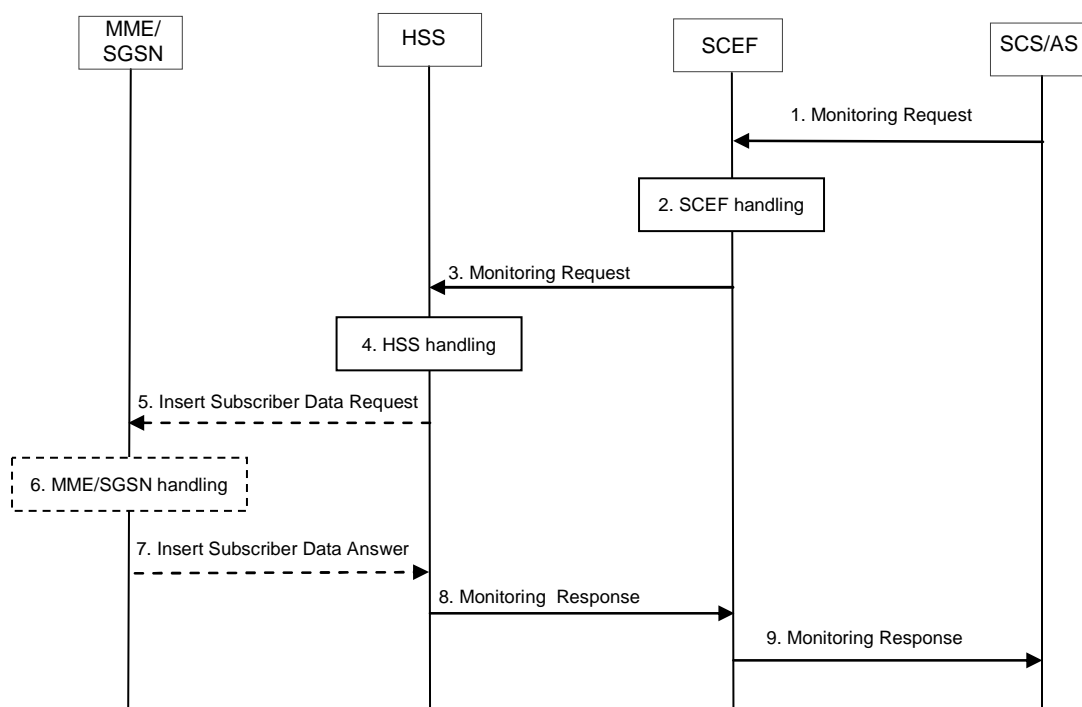 MME/
SGSN
HSS
SCEF
SCS/AS
1. Monitoring Request
2. SCEF handling
3. Monitoring Request
4. HSS handling
5. Insert Subscriber Data Request
6. MME/SGSN handling
7. Insert Subscriber Data Answer
8. Monitoring Response
9. Monitoring Response